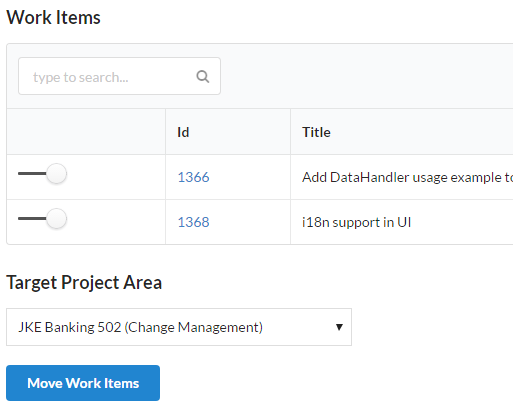 Work Items
type to search...
Id Title
1366 Add DataHandler usage example to
1368 i18n support in UI
Target Project Area
JKE Banking 502 (Change Management)
Move Work Items